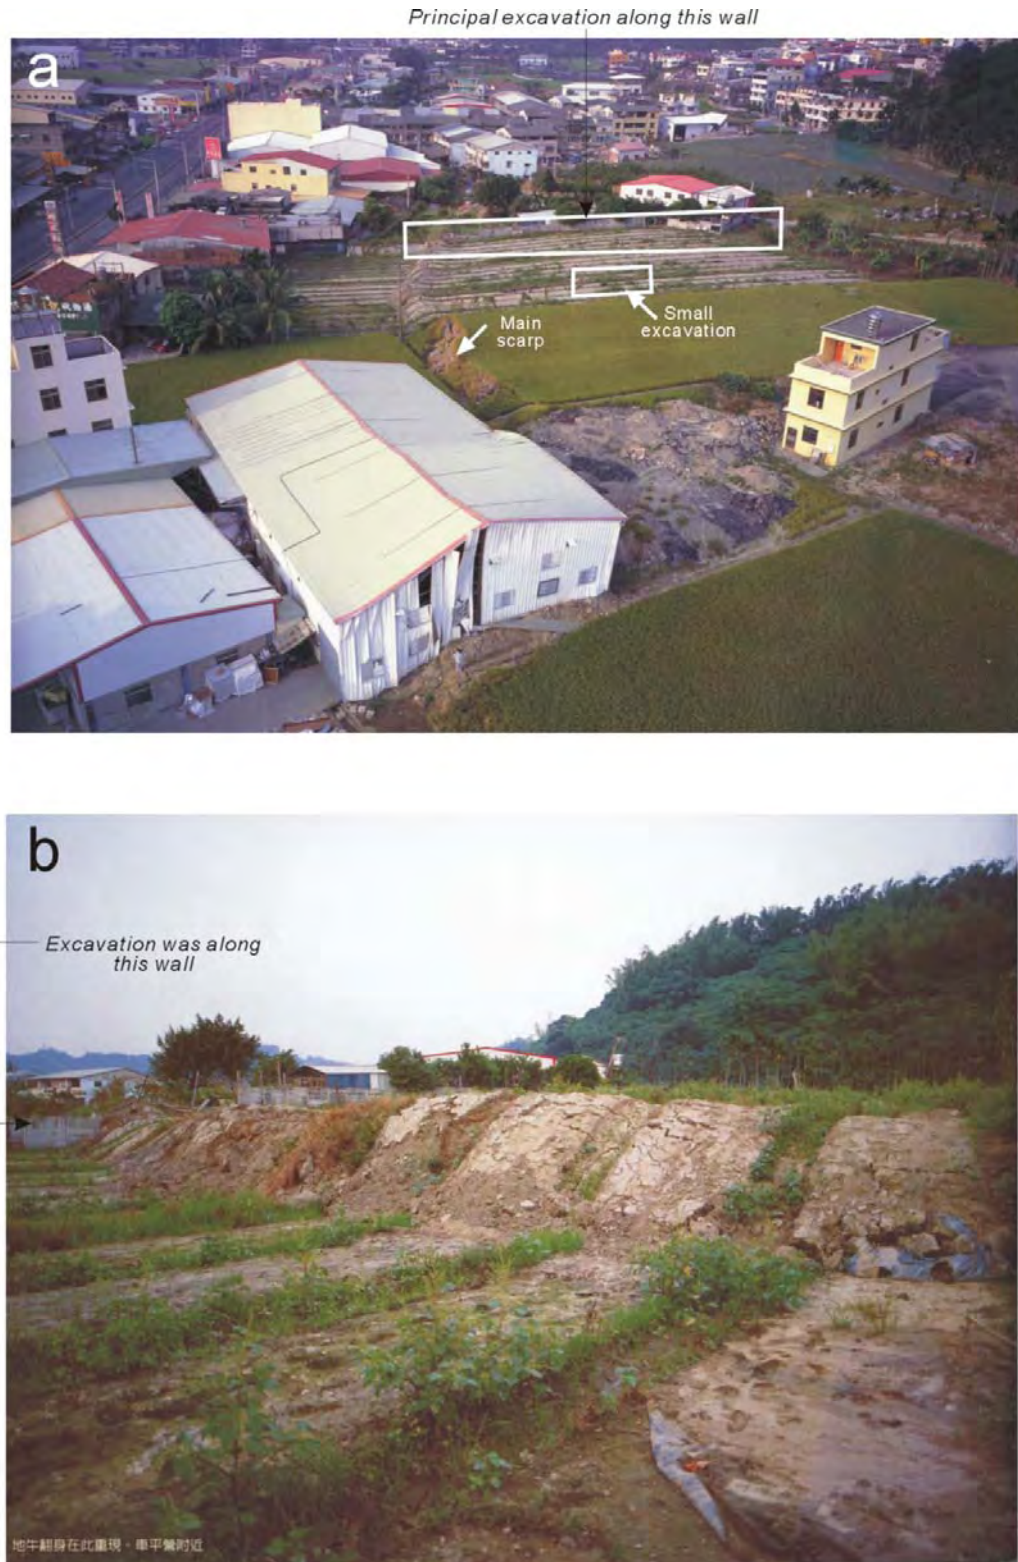 Principal excavation along this wall
a
Main
scarp
Small
excavation
b
Excavation was along
this wall
地牛翻身在此重現，車平營附近